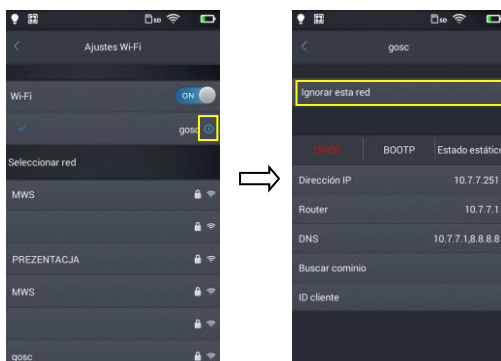 SD
Ajustes Wi-Fi
Wi-Fi
ON
gosc
Seleccionar red
MWS
PREZENTACJA
MWS
gosc
SD
gosc
Ignorar esta red
DHCP BOOTP Estado estático
Dirección IP 10.7.7.251
Router 10.7.7.1
DNS 10.7.7.1,8.8.8.8
Buscar cominio
ID cliente